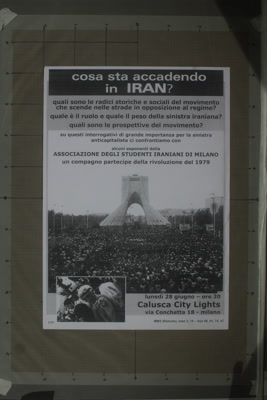 cosa sta accadendo
in IRAN?
quali sono le radici storiche e sociali del movimento
che scende nelle strade in opposizione al regime?
quale è il ruolo e quale il peso della sinistra iraniana?
quali sono le prospettive del movimento?
su questi interrogativi di grande importanza per la sinistra
anticapitalista ci confrontiamo con
alcuni esponenti della
ASSOCIAZIONE DEGLI STUDENTI IRANIANI DI MILANO
un compagno partecipe della rivoluzione del 1979
lunedì 28 giugno - ore 20
Calusca City Lights
via Conchetta 18 - milano